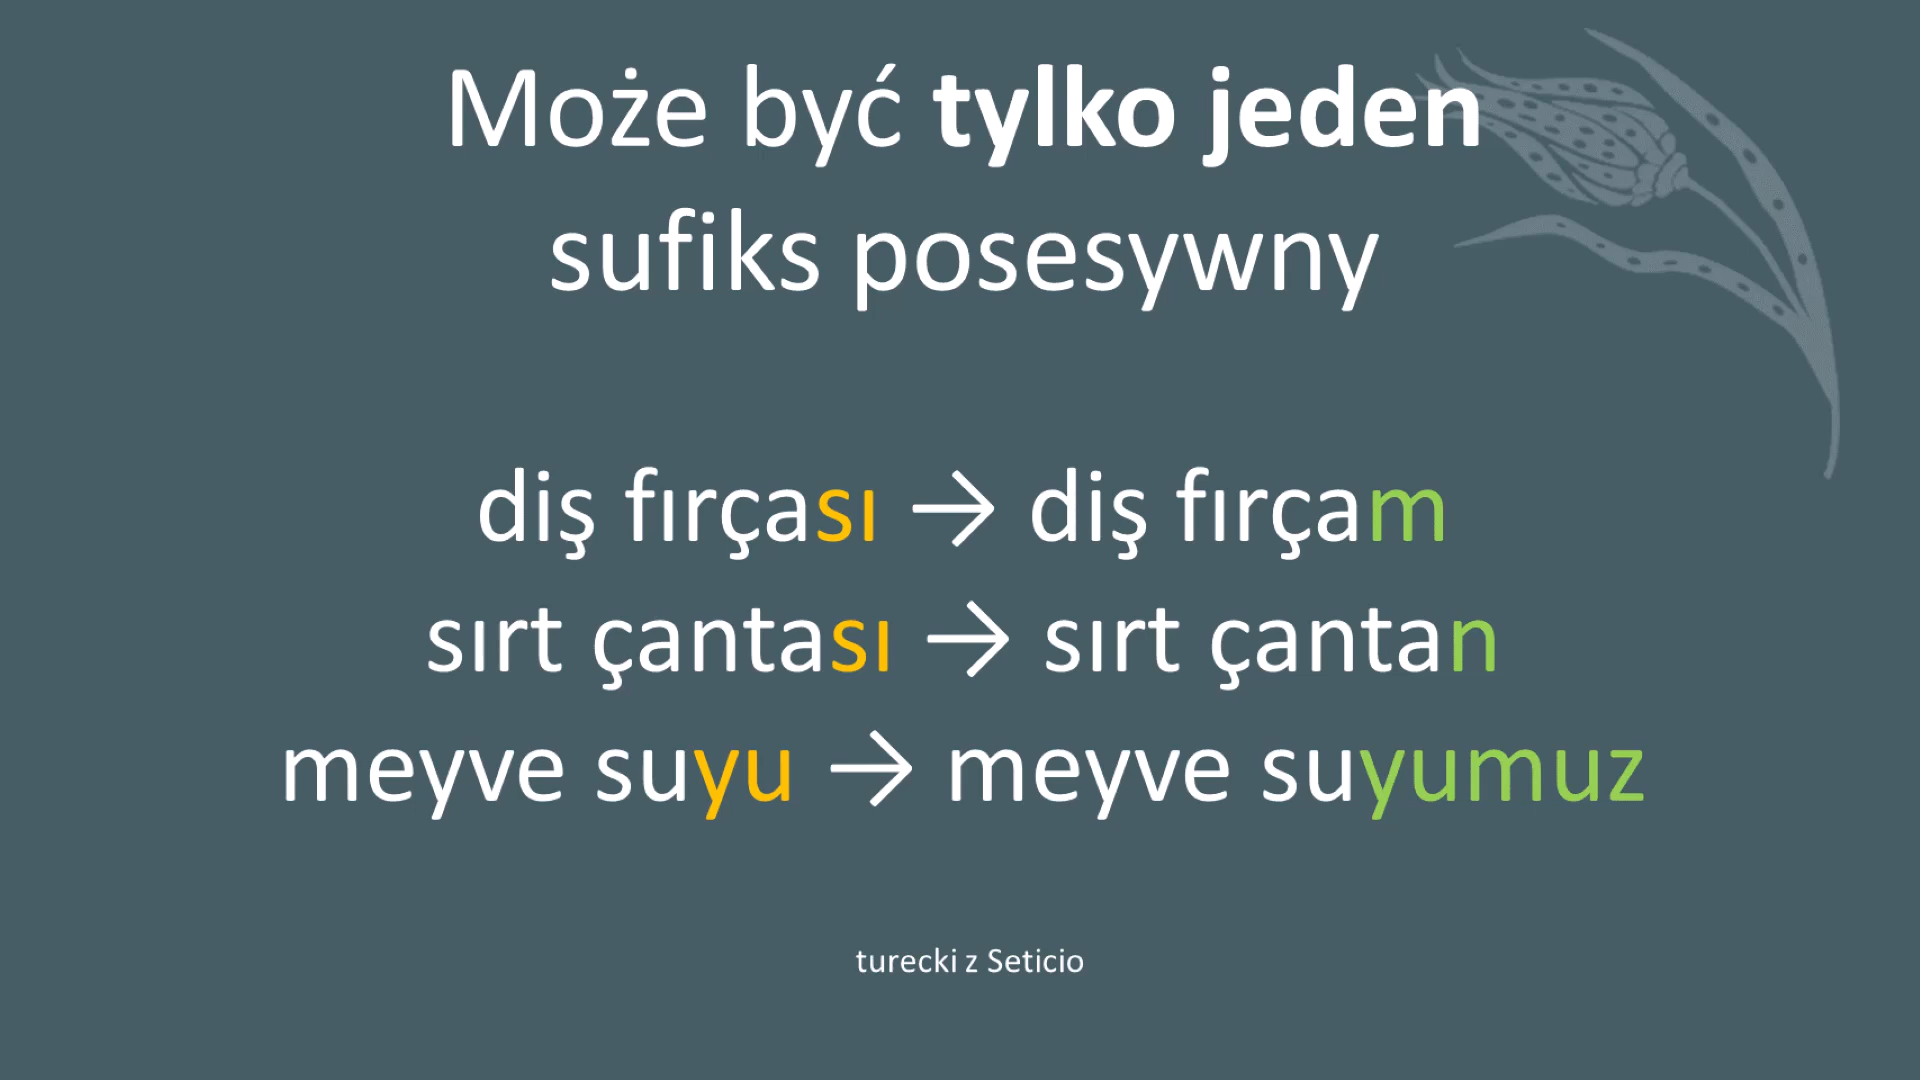 Może być tylko jeden
sufiks posesywny
diş fırçası → diş fırçam
sırt çantası → sırt çantan
meyve suyu → meyve suyumuz
turecki z Seticio